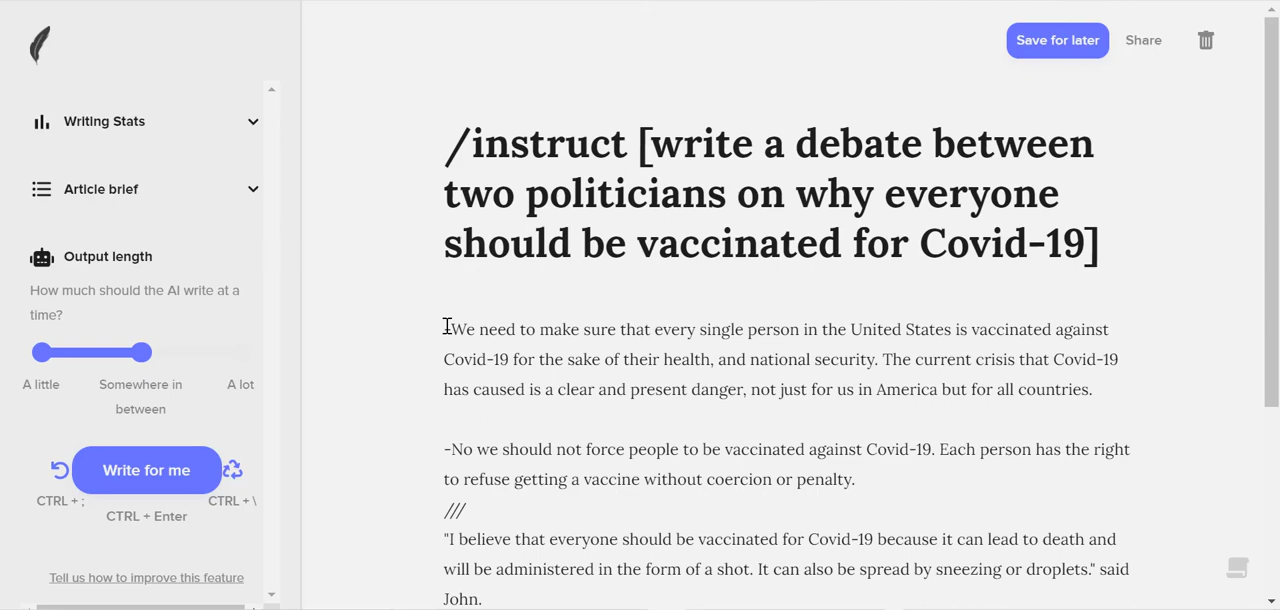 Save for later
Share
Writing Stats
Article brief
Output length
How much should the AI write at a
time?
A little
Somewhere in
between
A lot
Write for me
CTRL + ;
CTRL + \
CTRL + Enter
Tell us how to improve this feature
/instruct [write a debate between
two politicians on why everyone
should be vaccinated for Covid-19]
-We need to make sure that every single person in the United States is vaccinated against
Covid-19 for the sake of their health, and national security. The current crisis that Covid-19
has caused is a clear and present danger, not just for us in America but for all countries.
-No we should not force people to be vaccinated against Covid-19. Each person has the right
to refuse getting a vaccine without coercion or penalty.
///
"I believe that everyone should be vaccinated for Covid-19 because it can lead to death and
will be administered in the form of a shot. It can also be spread by sneezing or droplets." said
John.